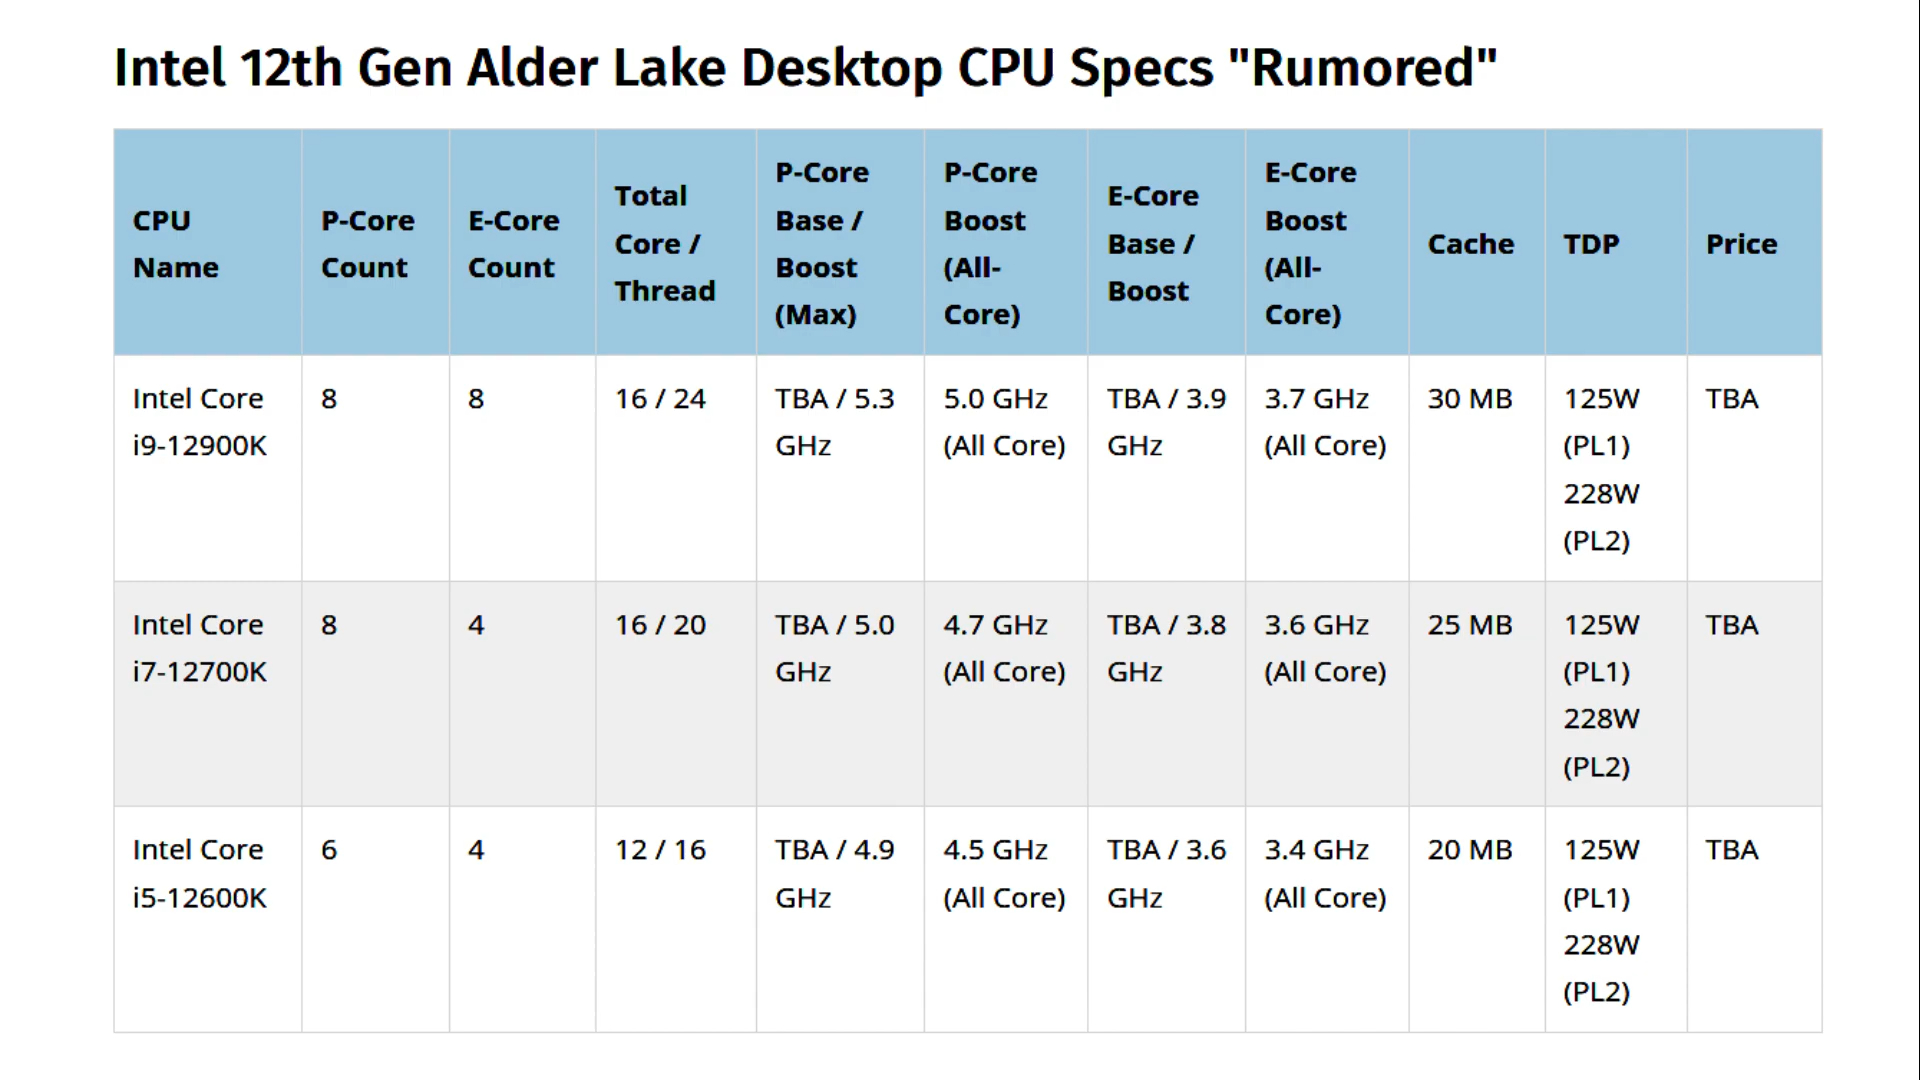 Intel 12th Gen Alder Lake Desktop CPU Specs "Rumored"
CPU
Name
P-Core
Count
E-Core
Count
Total
Core /
Thread
P-Core
Base /
Boost
(Max)
P-Core
Boost
(All-
Core)
E-Core
Base /
Boost
E-Core
Boost
(All-
Core)
Cache
TDP
Price
Intel Core
i9-12900K
8
8
16 / 24
TBA / 5.3
GHz
5.0 GHz
(All Core)
TBA / 3.9
GHz
3.7 GHz
(All Core)
30 MB
125W
(PL1)
228W
(PL2)
TBA
Intel Core
i7-12700K
8
4
16 / 20
TBA / 5.0
GHz
4.7 GHz
(All Core)
TBA / 3.8
GHz
3.6 GHz
(All Core)
25 MB
125W
(PL1)
228W
(PL2)
TBA
Intel Core
i5-12600K
6
4
12 / 16
TBA / 4.9
GHz
4.5 GHz
(All Core)
TBA / 3.6
GHz
3.4 GHz
(All Core)
20 MB
125W
(PL1)
228W
(PL2)
TBA